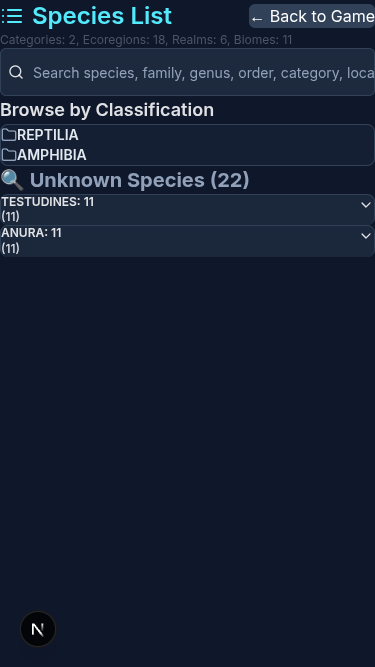 Species List
← Back to Game
Categories: 2, Ecoregions: 18, Realms: 6, Biomes: 11
Search species, family, genus, order, category, loca
Browse by Classification
REPTILIA
AMPHIBIA
🔍 Unknown Species (22)
TESTUDINES: 11
(11)
ANURA: 11
(11)
N